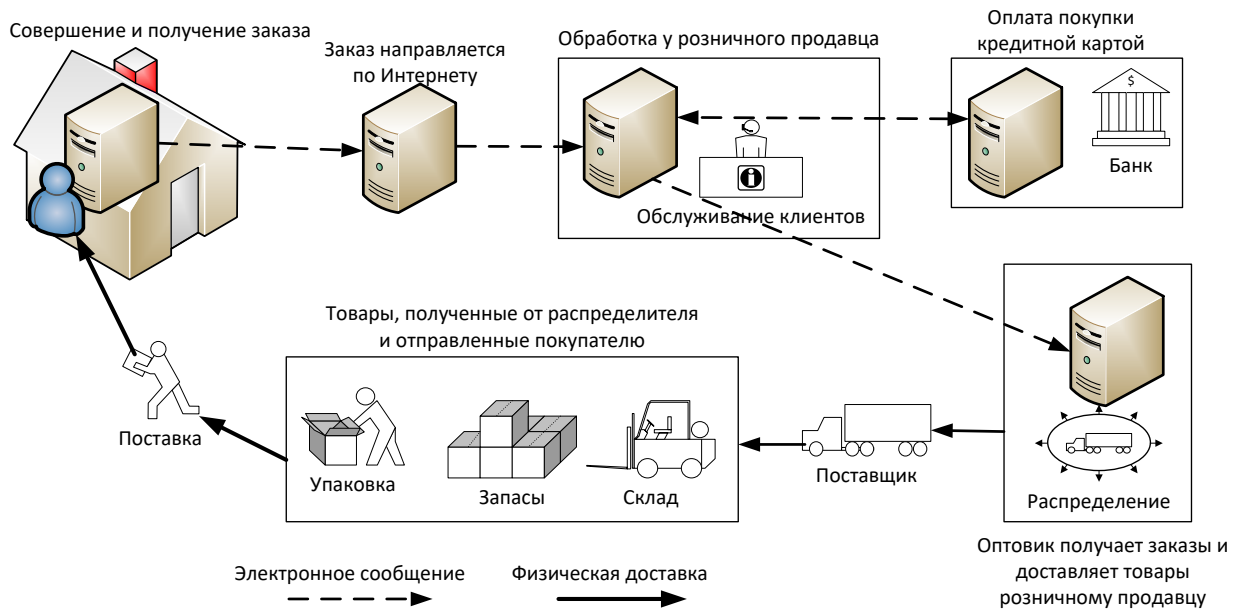 Совершение и получение заказа
Заказ направляется
по Интернету
Обработка у розничного продавца
Оплата покупки
кредитной картой
$
Банк
Обслуживание клиентов
Товары, полученные от распределителя
и отправленные покупателю
Поставка
Упаковка
Запасы
Склад
Поставщик
Распределение
Оптовик получает заказы и
доставляет товары
розничному продавцу
Электронное сообщение
Физическая доставка